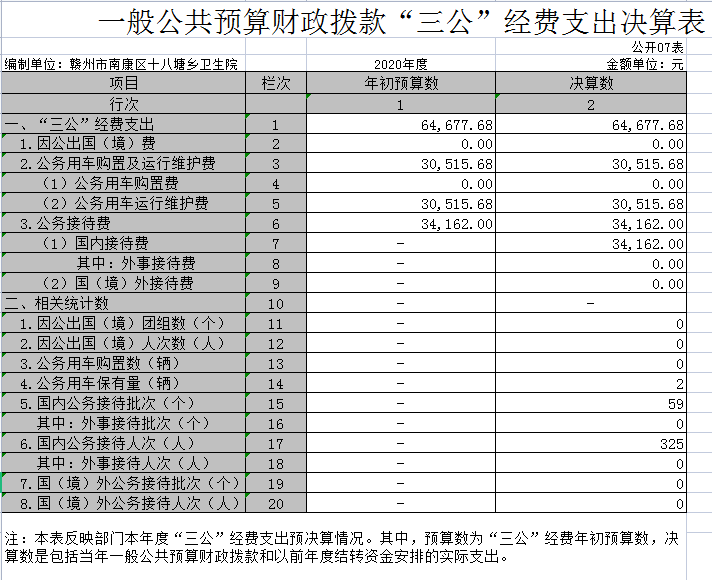 一般公共预算财政拨款“三公”经费支出决算表
公开07表
编制单位：赣州市南康区十八塘乡卫生院 2020年度 金额单位：元
项目 栏次 年初预算数 决算数
行次 1 2
一、“三公”经费支出 1 64,677.68 64,677.68
1.因公出国（境）费 2 0.00 0.00
2.公务用车购置及运行维护费 3 30,515.68 30,515.68
（1）公务用车购置费 4 0.00 0.00
（2）公务用车运行维护费 5 30,515.68 30,515.68
3.公务接待费 6 34,162.00 34,162.00
（1）国内接待费 7 － 34,162.00
其中：外事接待费 8 － 0.00
（2）国（境）外接待费 9 － 0.00
二、相关统计数 10 － －
1.因公出国（境）团组数（个） 11 － 0
2.因公出国（境）人次数（人） 12 － 0
3.公务用车购置数（辆） 13 － 0
4.公务用车保有量（辆） 14 － 2
5.国内公务接待批次（个） 15 － 59
其中：外事接待批次（个） 16 － 0
6.国内公务接待人次（人） 17 － 325
其中：外事接待人次（人） 18 － 0
7.国（境）外公务接待批次（个） 19 － 0
8.国（境）外公务接待人次（人） 20 － 0
注：本表反映部门本年度“三公”经费支出预决算情况。其中，预算数为“三公”经费年初预算数，决
算数是包括当年一般公共预算财政拨款和以前年度结转资金安排的实际支出。